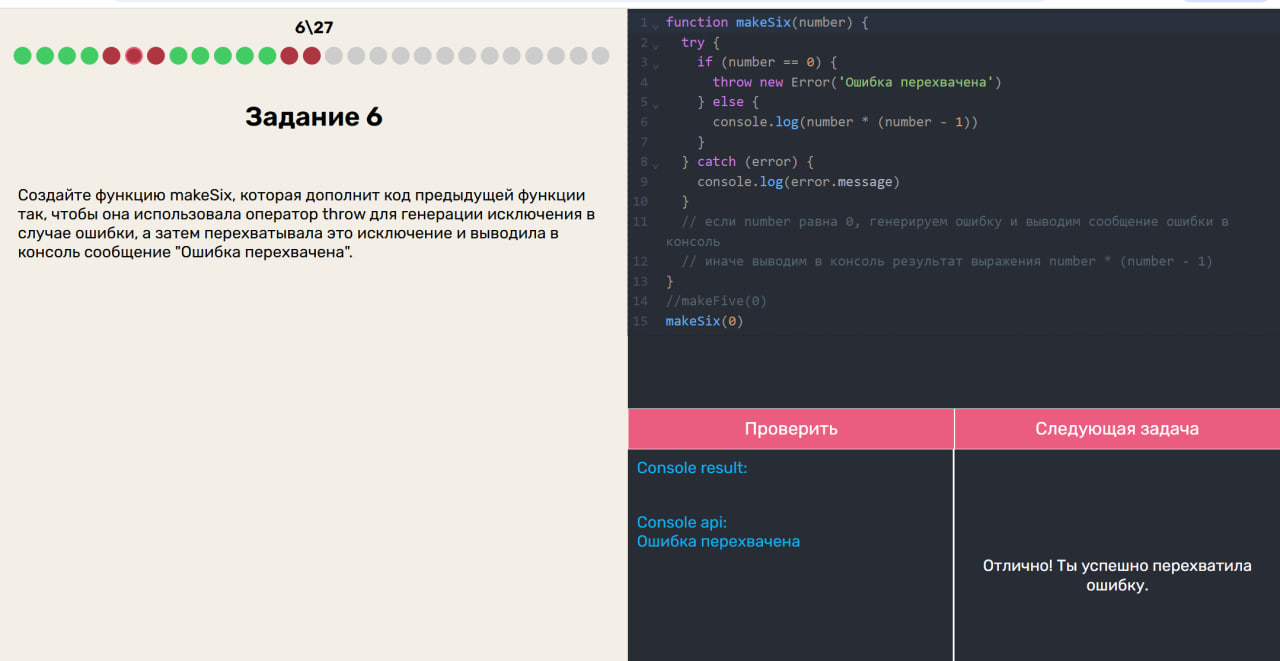 6\27
Задание 6
Создайте функцию makeSix, которая дополнит код предыдущей функции
так, чтобы она использовала оператор throw для генерации исключения в
случае ошибки, а затем перехватывала это исключение и выводила в
консоль сообщение "Ошибка перехвачена".
1 function makeSix(number) {
2 try {
3 if (number == 0) {
4 throw new Error('Ошибка перехвачена')
5 } else {
6 console.log(number * (number - 1))
7 }
8 } catch (error) {
9 console.log(error.message)
10 }
11 // если number равна 0, генерируем ошибку и выводим сообщение ошибки в
консоль
12 // иначе выводим в консоль результат выражения number * (number - 1)
13 }
14 //makeFive(0)
15 makeSix(0)
Проверить
Следующая задача
Console result:
Console api:
Ошибка перехвачена
Отлично! Ты успешно перехватила
ошибку.